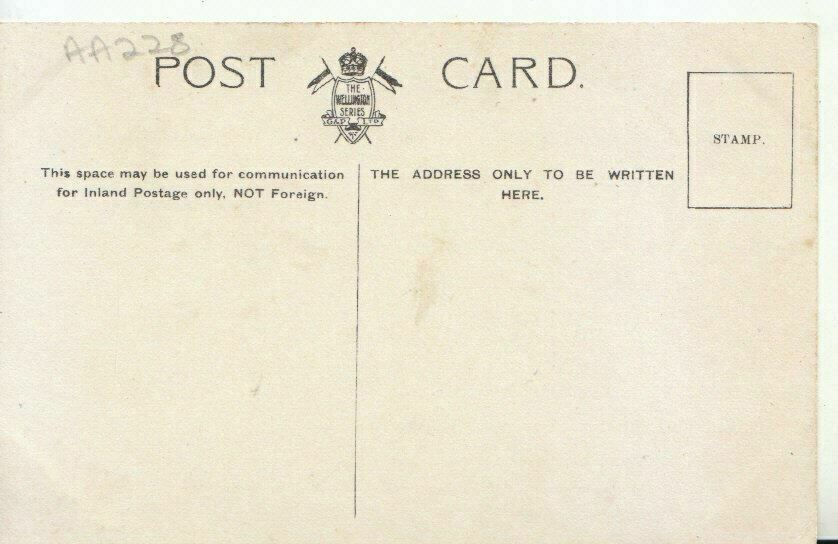 AA228
POST CARD.
THE
WELLINGTON
SERIES
G&P LTD
STAMP.
This space may be used for communication
for Inland Postage only, NOT Foreign.
THE ADDRESS ONLY TO BE WRITTEN
HERE.